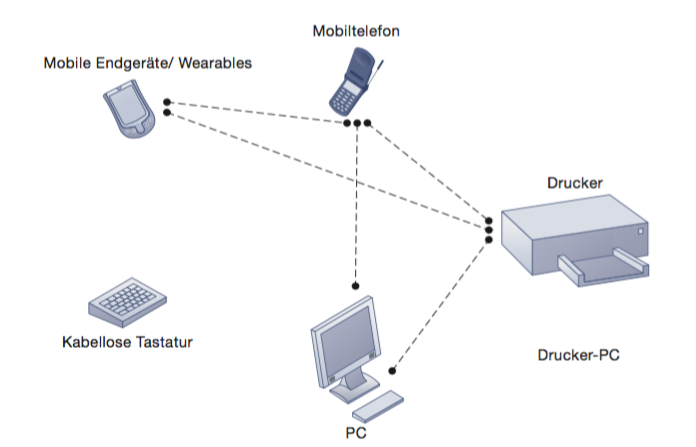 Mobiltelefon
Mobile Endgeräte/ Wearables
Drucker
Kabellose Tastatur
Drucker-PC
PC